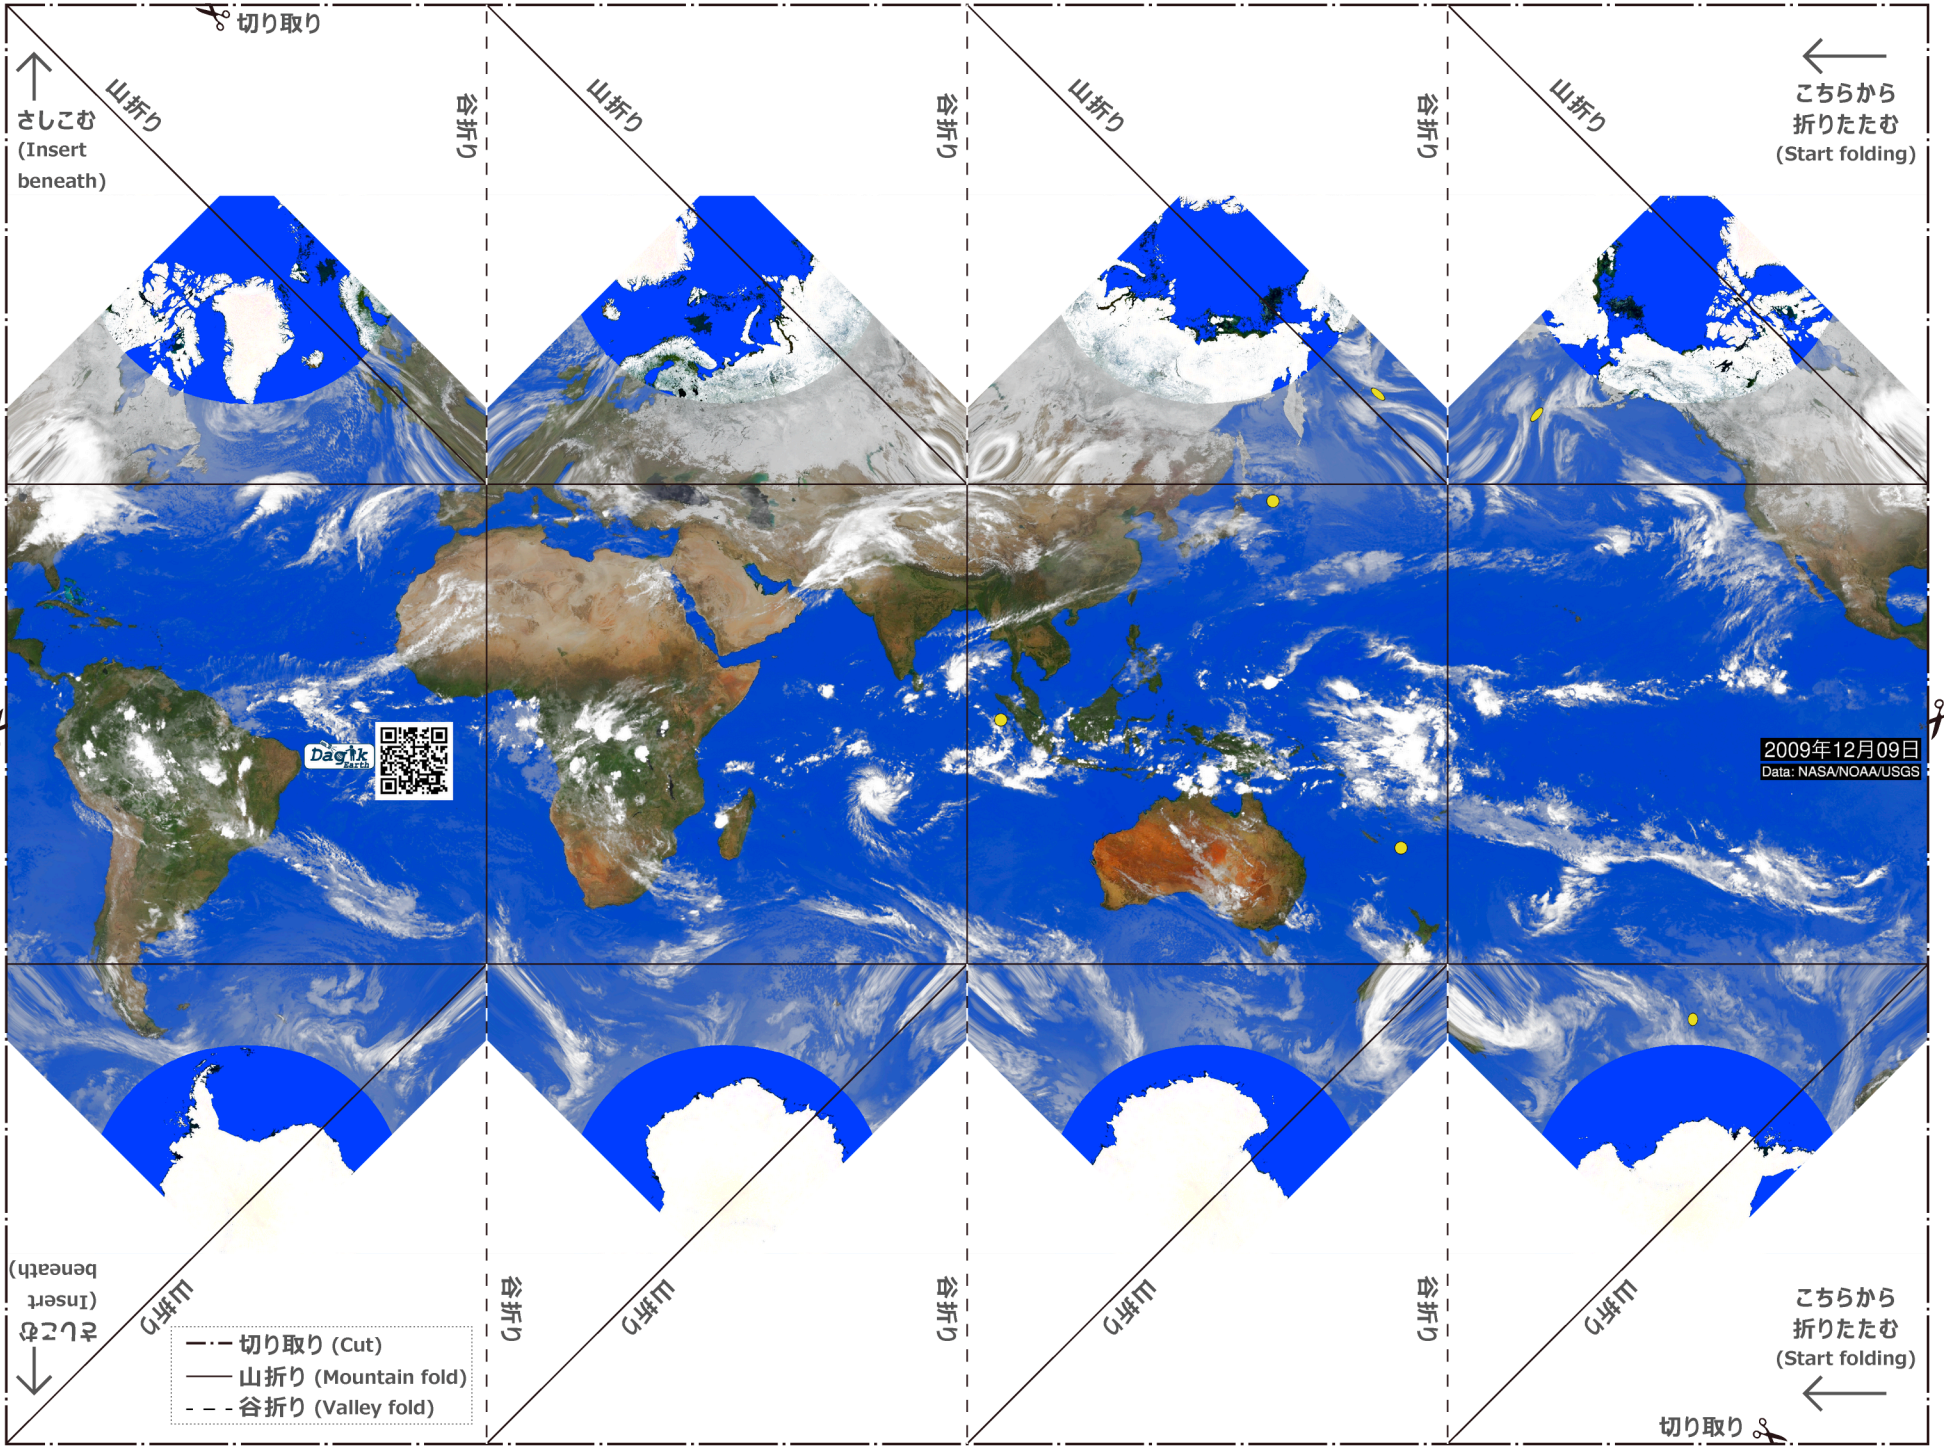 切り取り
山折り
谷折り
山折り
谷折り
山折り
谷折り
山折り
さしこむ
(Insert
beneath)
こちらから
折りたたむ
(Start folding)
Dagik
Earth
2009年12月09日
Data: NASA/NOAA/USGS
さしこむ
(Insert
beneath)
山折り
谷折り
山折り
谷折り
山折り
谷折り
山折り
切り取り (Cut)
山折り (Mountain fold)
谷折り (Valley fold)
こちらから
折りたたむ
(Start folding)
切り取り